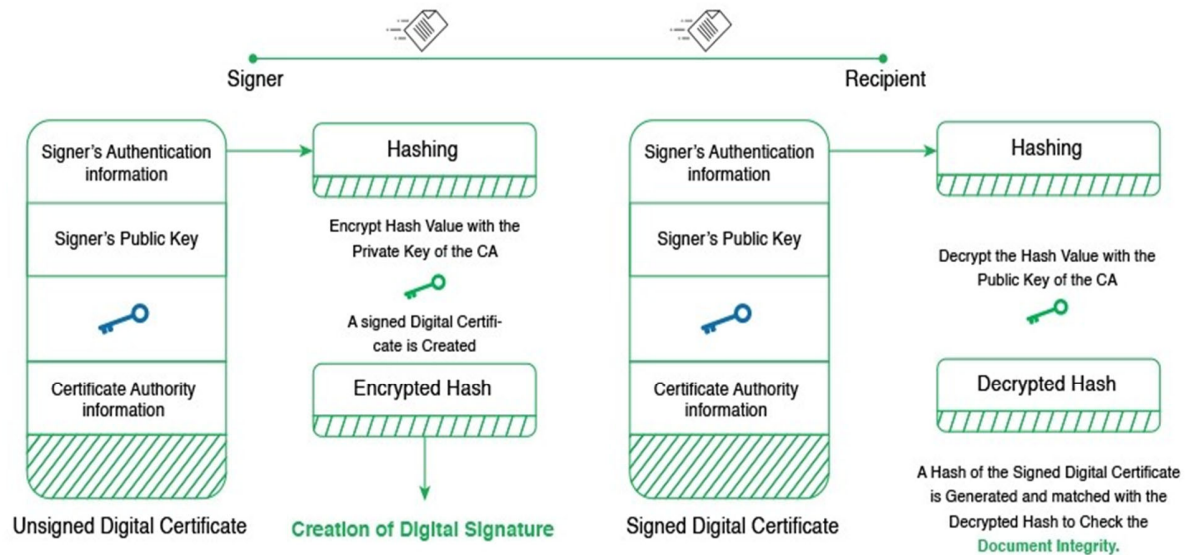 Signer
Recipient
Signer's Authentication
information
Signer's Public Key
Certificate Authority
information
Unsigned Digital Certificate
Hashing
Encrypt Hash Value with the
Private Key of the CA
A signed Digital Certifi-
cate is Created
Encrypted Hash
Creation of Digital Signature
Signer's Authentication
information
Signer's Public Key
Certificate Authority
information
Signed Digital Certificate
Hashing
Decrypt the Hash Value with the
Public Key of the CA
Decrypted Hash
A Hash of the Signed Digital Certificate
is Generated and matched with the
Decrypted Hash to Check the
Document Integrity.